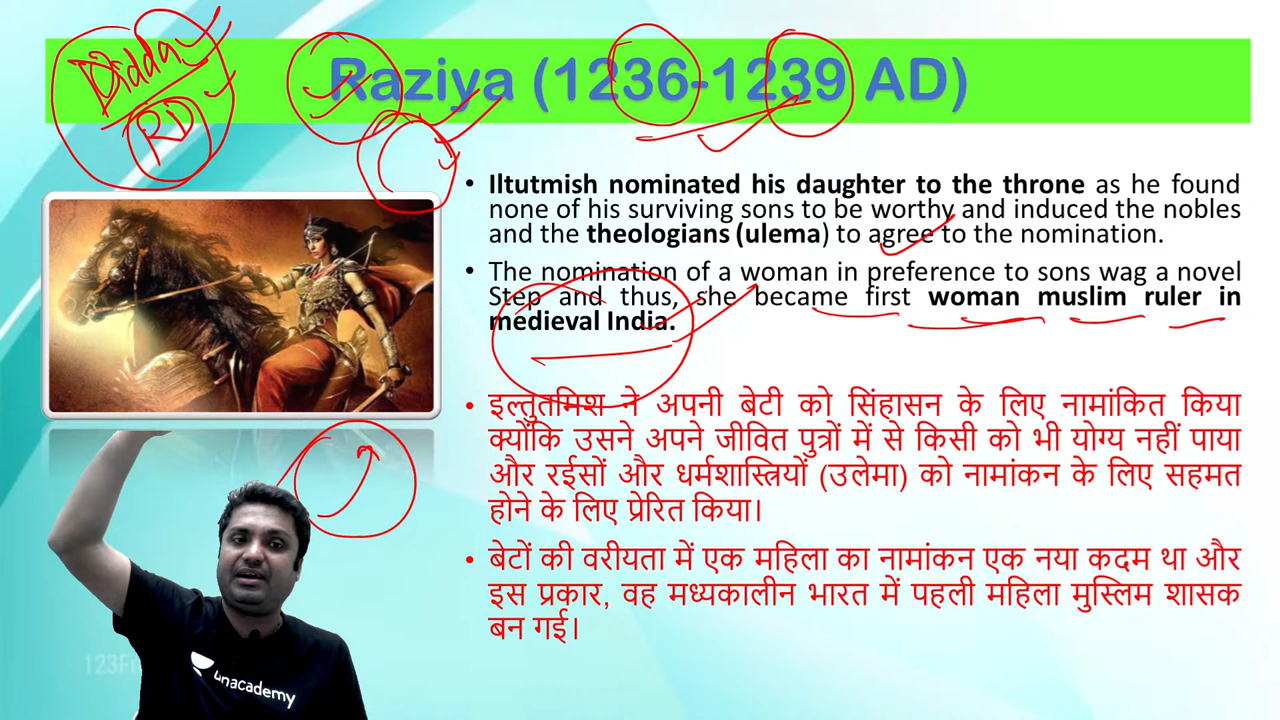 Didda
RD
Raziya (1236-1239 AD)
• Iltutmish nominated his daughter to the throne as he found
none of his surviving sons to be worthy and induced the nobles
and the theologians (ulema) to agree to the nomination.
• The nomination of a woman in preference to sons wag a novel
Step and thus, she became first woman muslim ruler in
medieval India.
• इल्तुतमिश ने अपनी बेटी को सिंहासन के लिए नामांकित किया
क्योंकि उसने अपने जीवित पुत्रों में से किसी को भी योग्य नहीं पाया
और रईसों और धर्मशास्त्रियों (उलेमा) को नामांकन के लिए सहमत
होने के लिए प्रेरित किया।
• बेटों की वरीयता में एक महिला का नामांकन एक नया कदम था और
इस प्रकार, वह मध्यकालीन भारत में पहली महिला मुस्लिम शासक
बन गई।
unacademy